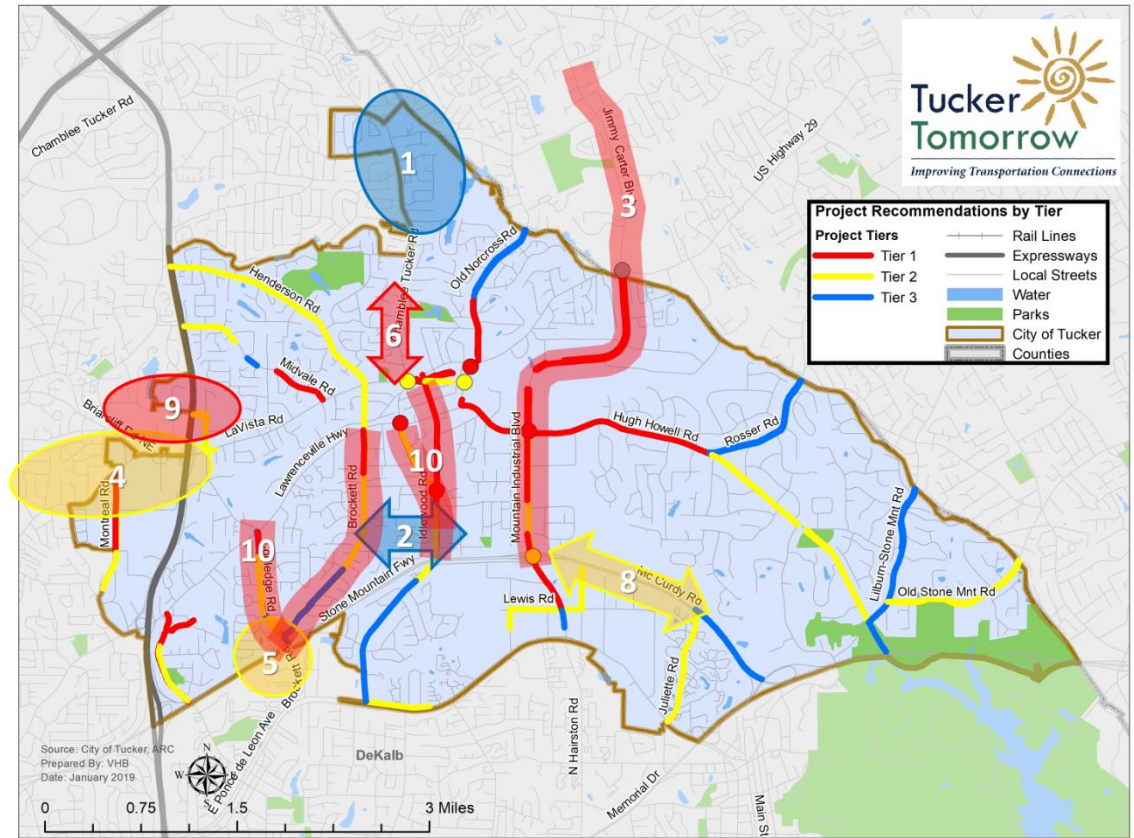 Tucker
Tomorrow
Improving Transportation Connections
Project Recommendations by Tier
Project Tiers
Tier 1
Tier 2
Tier 3
Rail Lines
Expressways
Local Streets
Water
Parks
City of Tucker
Counties
Chamblee Tucker Rd
1
3
US Highway 29
Old Norcross Rd
Henderson Rd
6
Midvale Rd
9
LaVista Rd
Lawrenceville Hwy
4
Montreal Rd
Brockett Rd
10
Idlewood Rd
Mountain Industrial Blvd
Hugh Howell Rd
Rosser Rd
2
10
Stone Mountain Fwy
Lewis Rd
8
Lilburn-Stone Mnt Rd
Old Stone Mnt Rd
5
Juliette Rd
E Ponce de Leon Ave
N Hairston Rd
Memorial Dr
Main St
DeKalb
Source: City of Tucker, ARC
Prepared By: VHB
Date: January 2019
N
W
E
S
0 0.75 1.5 3 Miles